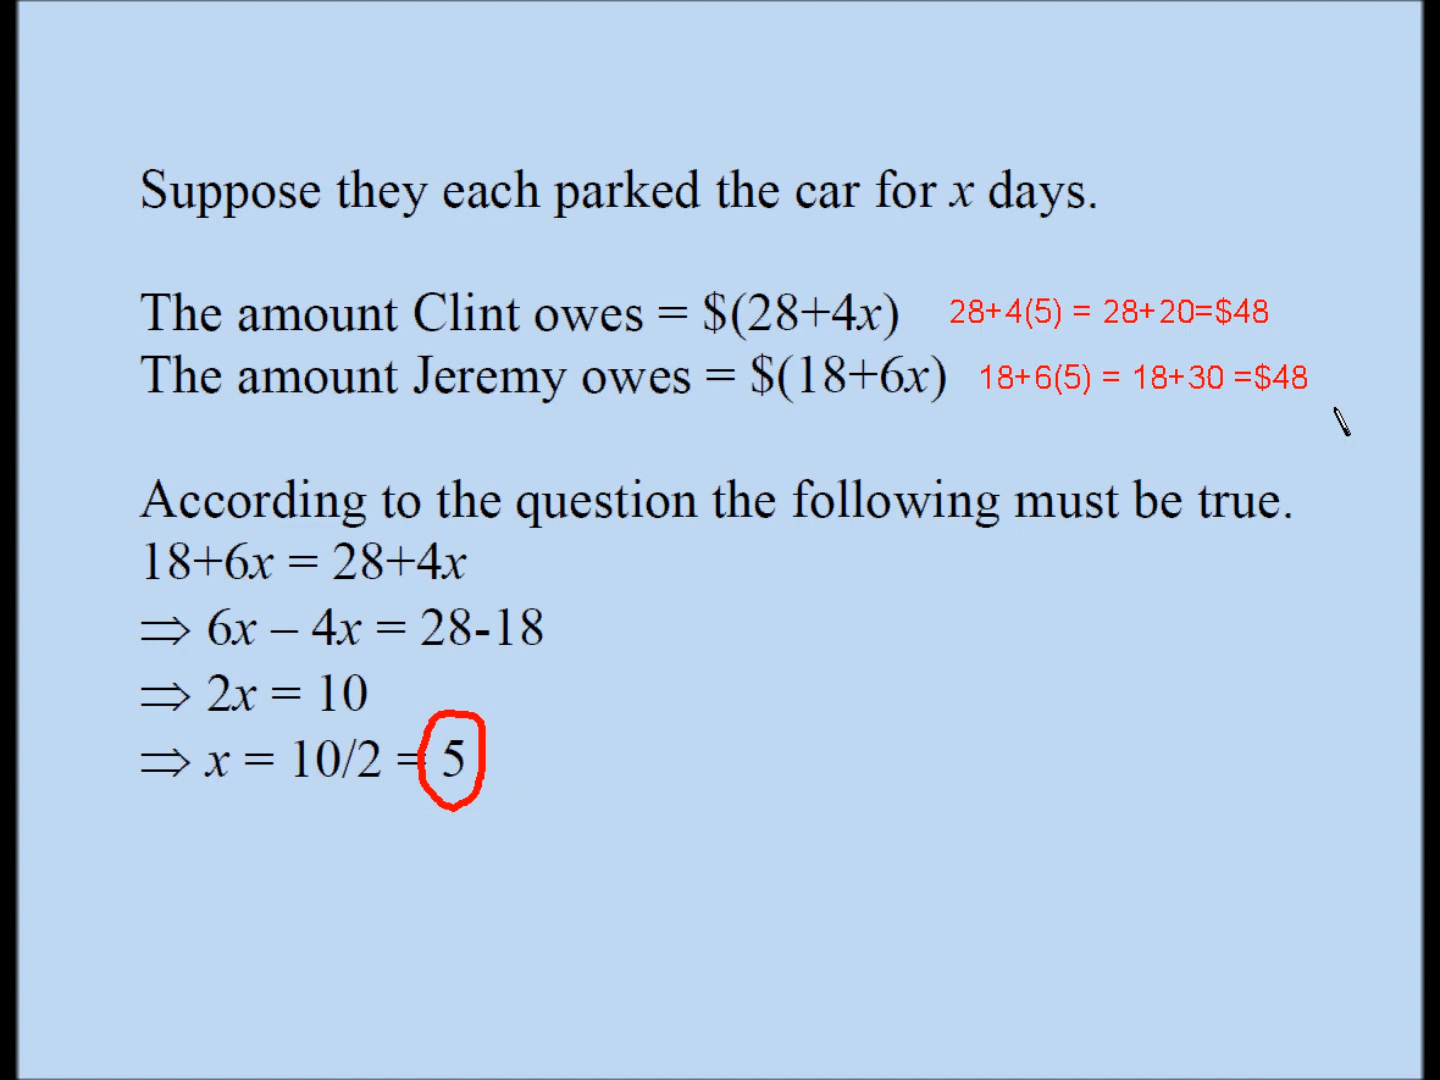 Suppose they each parked the car for x days.
The amount Clint owes = $(28+4x) 28+4(5) = 28+20=$48
The amount Jeremy owes = $(18+6x) 18+6(5) = 18+30 =$48
According to the question the following must be true.
18+6x = 28+4x
⇒ 6x – 4x = 28-18
⇒ 2x = 10
⇒ x = 10/2 = 5